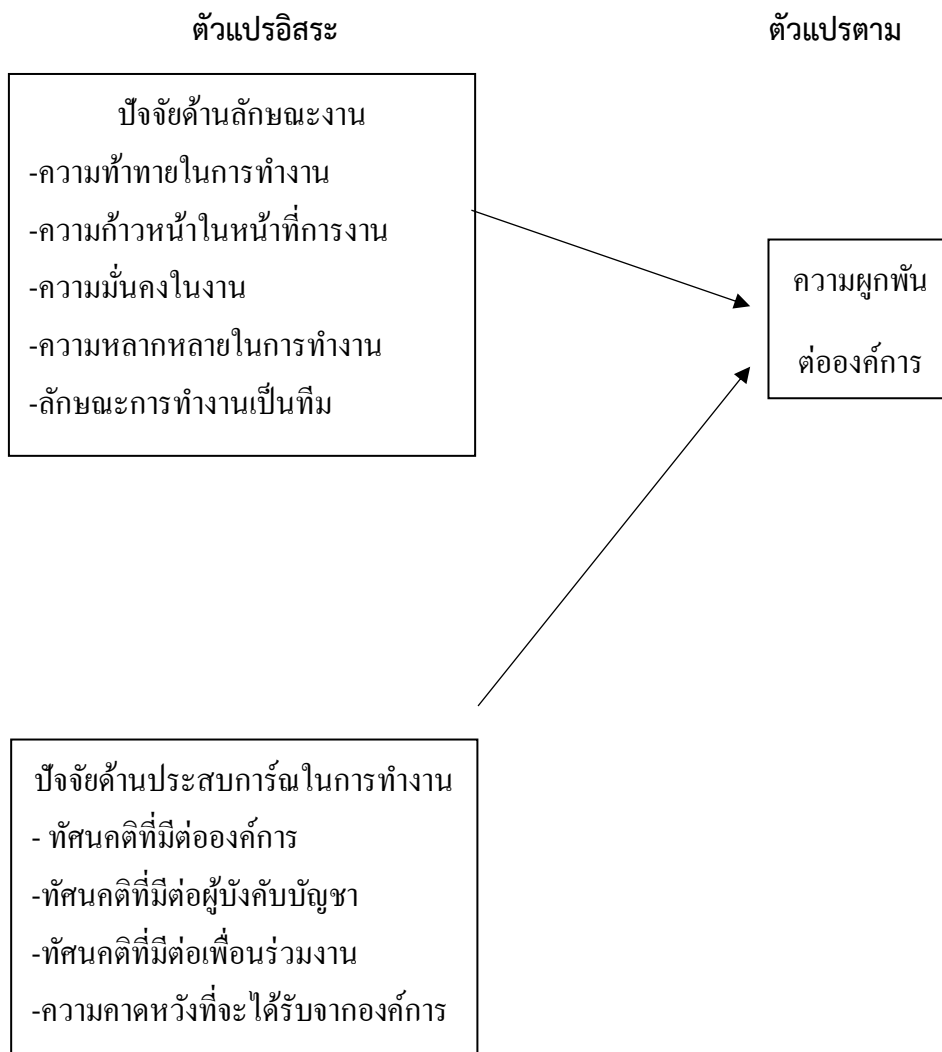 ตัวแปรอิสระ
ตัวแปรตาม
ปัจจัยด้านลักษณะงาน
-ความท้าทายในการทำงาน
-ความก้าวหน้าในหน้าที่การงาน
-ความมั่นคงในงาน
-ความหลากหลายในการทำงาน
-ลักษณะการทำงานเป็นทีม
ความผูกพัน
ต่อองค์การ
ปัจจัยด้านประสบการ์ณในการทำงาน
- ทัศนคติที่มีต่อองค์การ
-ทัศนคติที่มีต่อผู้บังคับบัญชา
-ทัศนคติที่มีต่อเพื่อนร่วมงาน
-ความคาดหวังที่จะได้รับจากองค์การ